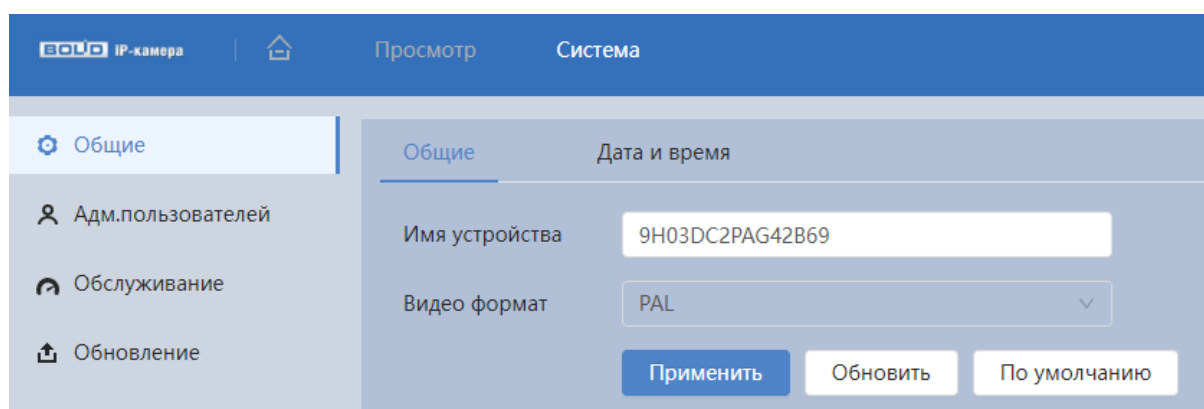 BOLID IP-камера Просмотр Система
Общие
Общие Дата и время
Адм.пользователей
Имя устройства 9H03DC2PAG42B69
Обслуживание
Видео формат PAL
Обновление
Применить Обновить По умолчанию